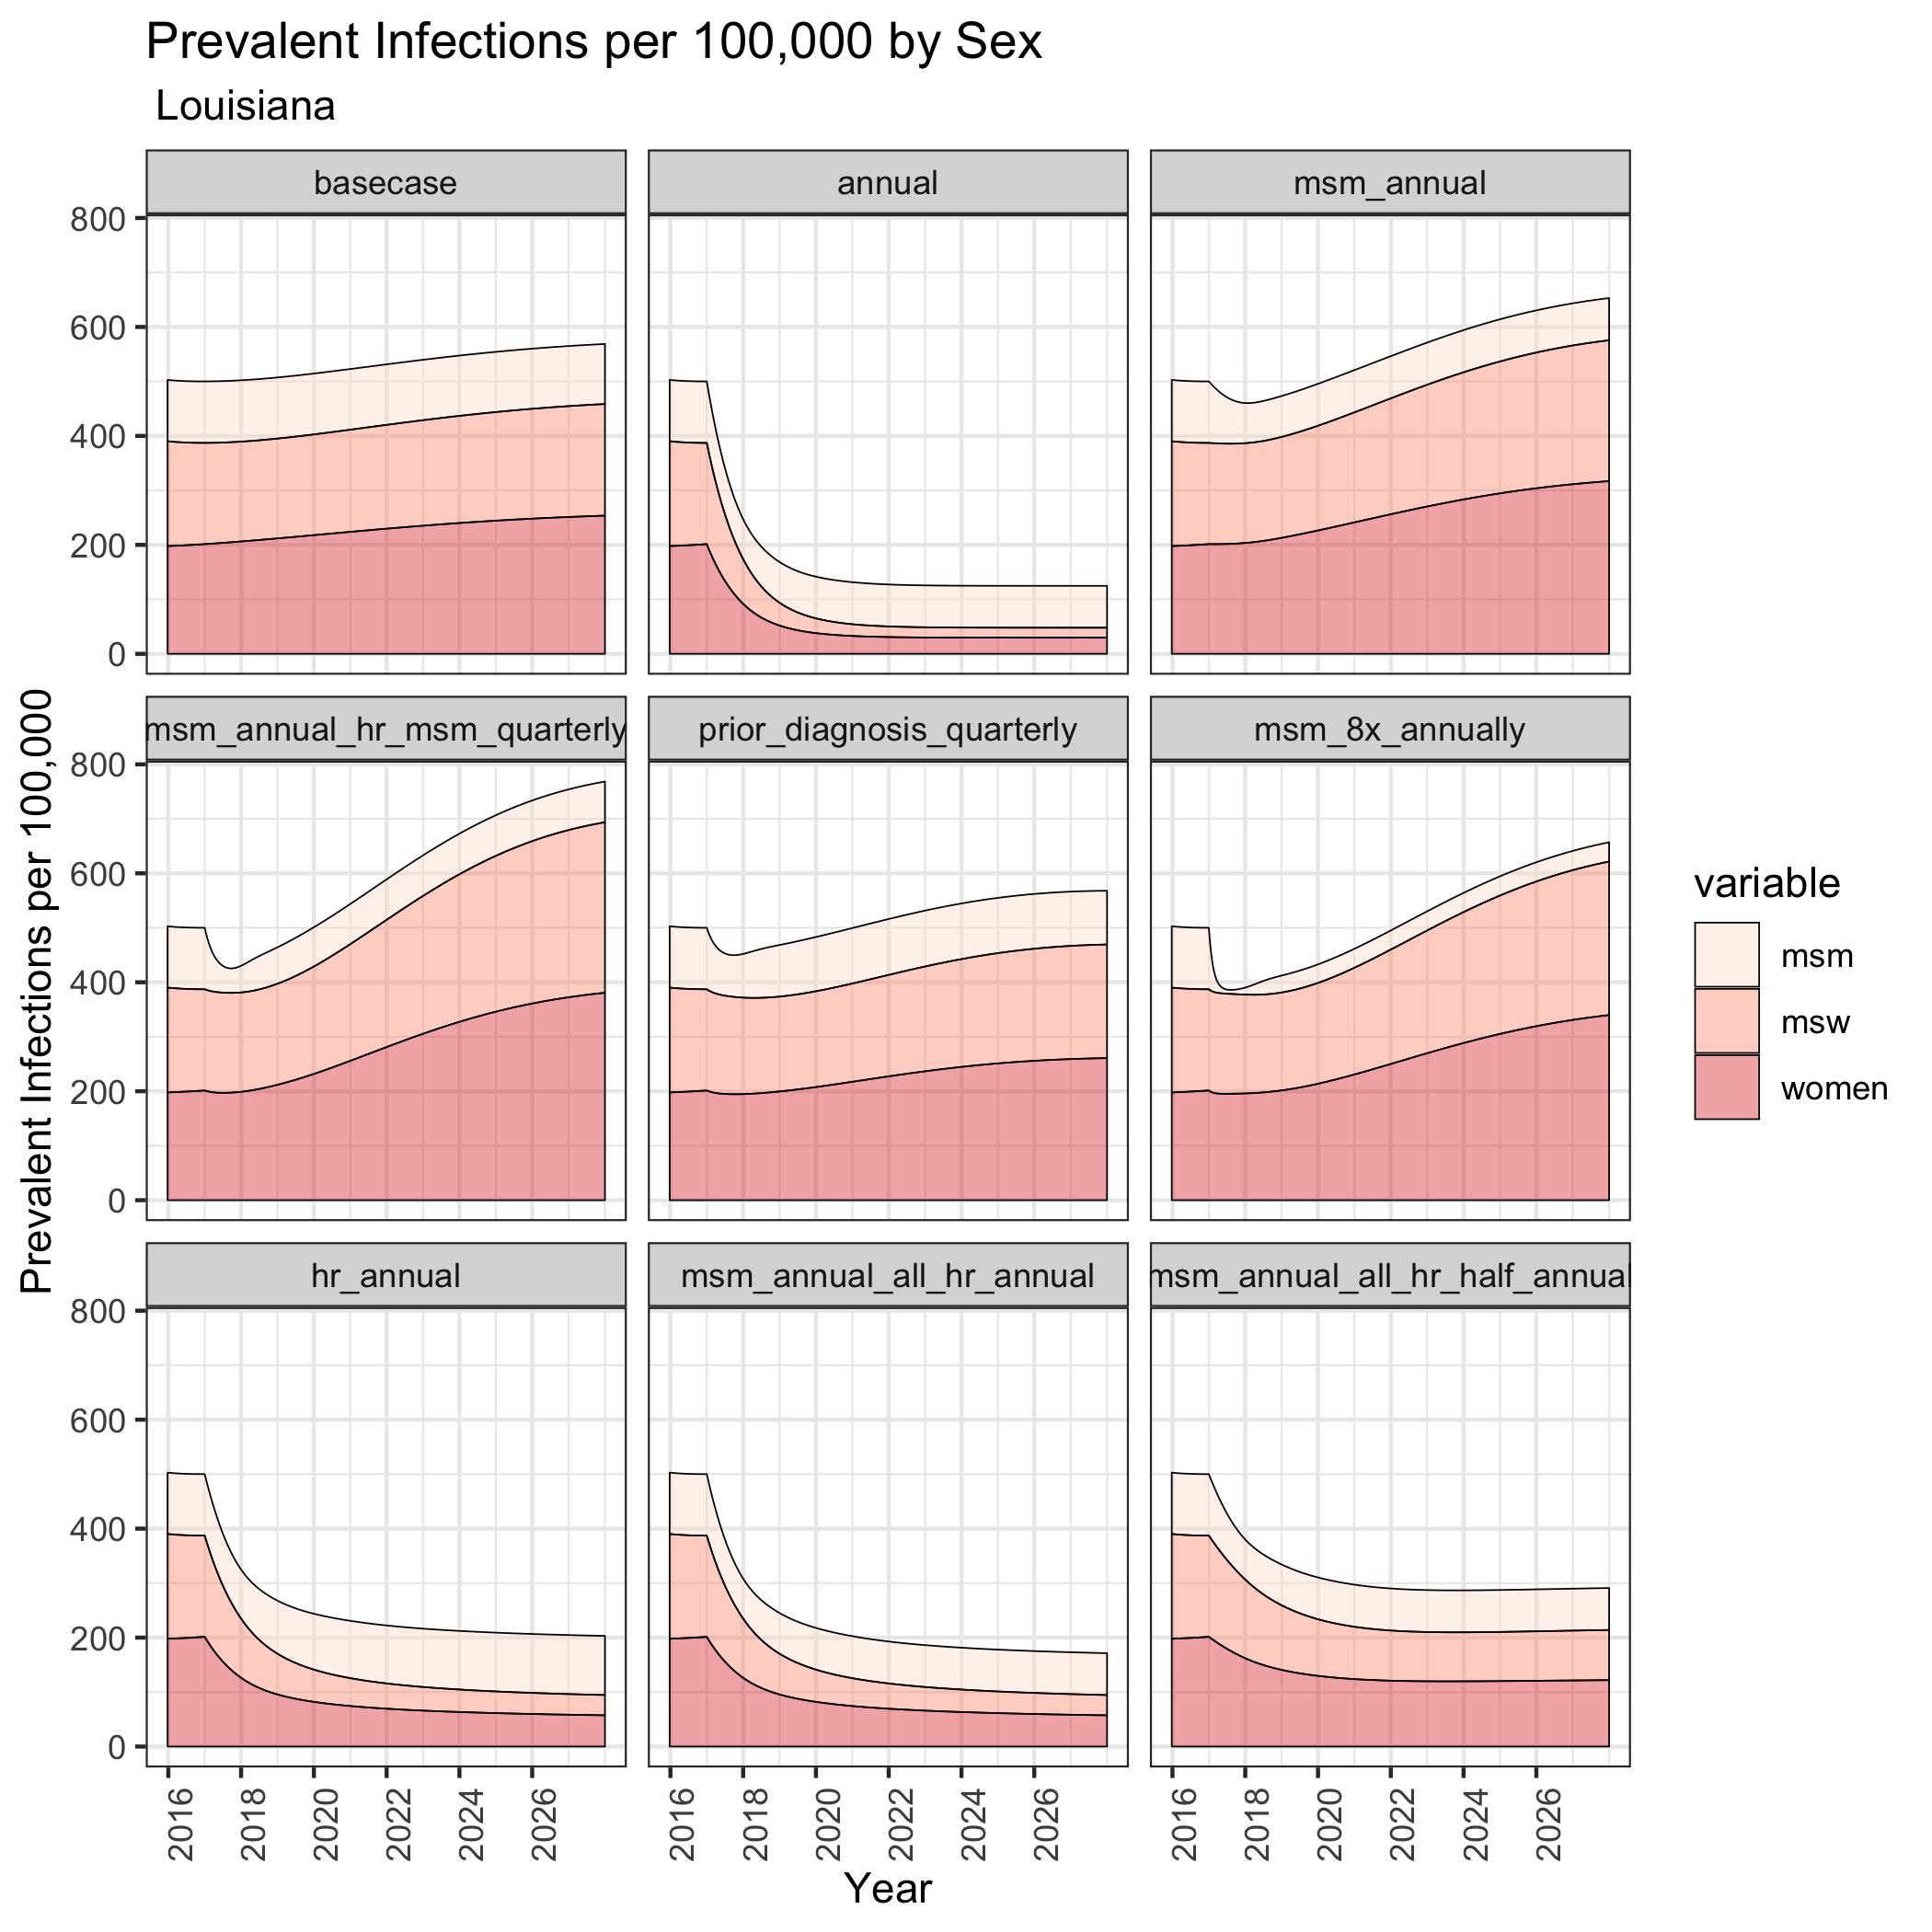 Prevalent Infections per 100,000 by Sex
Louisiana
basecase
annual
msm_annual
800
600
400
200
0
msm_annual_hr_msm_quarterly
prior_diagnosis_quarterly
msm_8x_annually
800
600
400
200
0
hr_annual
msm_annual_all_hr_annual
msm_annual_all_hr_half_annual
800
600
400
200
0
2016 2018 2020 2022 2024 2026
2016 2018 2020 2022 2024 2026
2016 2018 2020 2022 2024 2026
Year
Prevalent Infections per 100,000
variable
msm
msw
women